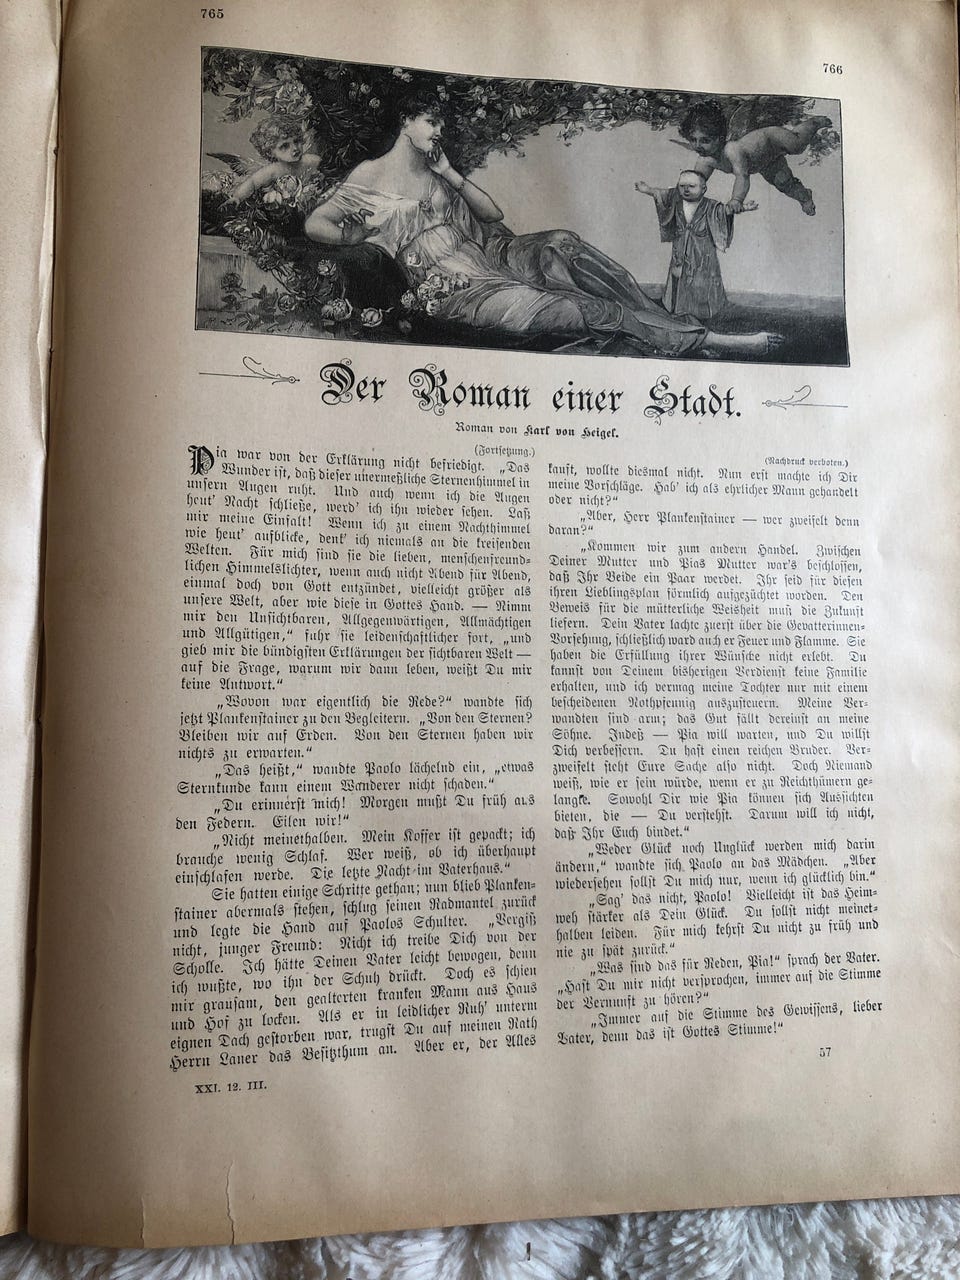 765
766
Der Roman einer Stadt.
Roman von Karl von Heigel.
(Fortsetzung.)
Pia war von der Erklärung nicht befriedigt. „Das
Wunder ist, daß dieser unermeßliche Sternenhimmel in
unsern Augen ruht. Und auch wenn ich die Augen
heut' Nacht schließe, werd' ich ihn wieder sehen. Laß
mir meine Einfalt! Wenn ich zu einem Nachthimmel
wie heut' aufblicke, denk' ich niemals an die kreisenden
Welten. Für mich sind sie die lieben, menschenfreund-
lichen Himmelslichter, wenn auch nicht Abend für Abend,
einmal doch von Gott entzündet, vielleicht größer als
unsere Welt, aber wie diese in Gottes Hand. — Nimm
mir den Unsichtbaren, Allgegenwärtigen, Allmächtigen
und Allgütigen,“ fuhr sie leidenschaftlicher fort, „und
gieb mir die bündigsten Erklärungen der sichtbaren Welt —
auf die Frage, warum wir dann leben, weißt Du mir
keine Antwort.“
„Wovon war eigentlich die Rede?“ wandte sich
jetzt Plankenstainer zu den Begleitern. „Von den Sternen?
Bleiben wir auf Erden. Von den Sternen haben wir
nichts zu erwarten.“
„Das heißt,“ wandte Paolo lächelnd ein, „etwas
Sternkunde kann einem Wanderer nicht schaden.“
„Du erinnerst mich! Morgen mußt Du früh aus
den Federn. Eilen wir!“
„Nicht meinethalben. Mein Koffer ist gepackt; ich
brauche wenig Schlaf. Wer weiß, ob ich überhaupt
einschlafen werde. Die letzte Nacht im Vaterhaus.“
Sie hatten einige Schritte gethan; nun blieb Planken-
stainer abermals stehen, schlug seinen Radmantel zurück
und legte die Hand auf Paolos Schulter. „Vergiß
nicht, junger Freund: Nicht ich treibe Dich von der
Scholle. Ich hätte Deinen Vater leicht bewogen, denn
ich wußte, wo ihn der Schuh drückt. Doch es schien
mir grausam, den gealterten kranken Mann aus Haus
und Hof zu locken. Als er in leidlicher Ruh' unterm
eignen Dach gestorben war, trugst Du auf meinen Rath
Herrn Laner das Besitzthum an. Aber er, der Alles
XXI. 12. III.
(Nachdruck verboten.)
kauft, wollte diesmal nicht. Nun erst machte ich Dir
meine Vorschläge. Hab' ich als ehrlicher Mann gehandelt
oder nicht?“
„Aber, Herr Plankenstainer — wer zweifelt denn
daran?“
„Kommen wir zum andern Handel. Zwischen
Deiner Mutter und Pias Mutter war's beschlossen,
daß Ihr Beide ein Paar werdet. Ihr seid für diesen
ihren Lieblingsplan förmlich aufgezüchtet worden. Den
Beweis für die mütterliche Weisheit muß die Zukunft
liefern. Dein Vater lachte zuerst über die Gevatterinnen-
Vorsehung, schließlich ward auch er Feuer und Flamme. Sie
haben die Erfüllung ihrer Wünsche nicht erlebt. Du
kannst von Deinem bisherigen Verdienst keine Familie
erhalten, und ich vermag meine Tochter nur mit einem
bescheidenen Nothpfennig auszusteuern. Meine Ver-
wandten sind arm; das Gut fällt dereinst an meine
Söhne. Indeß — Pia will warten, und Du willst
Dich verbessern. Du hast einen reichen Bruder. Ver-
zweifelt steht Eure Sache also nicht. Doch Niemand
weiß, wie er sein würde, wenn er zu Reichthümern ge-
langte. Sowohl Dir wie Pia können sich Aussichten
bieten, die — Du verstehst. Darum will ich nicht,
daß Ihr Euch bindet.“
„Weder Glück noch Unglück werden mich darin
ändern,“ wandte sich Paolo an das Mädchen. „Aber
wiedersehen sollst Du mich nur, wenn ich glücklich bin.“
„Sag' das nicht, Paolo! Vielleicht ist das Heim-
weh stärker als Dein Glück. Du sollst nicht meinet-
halben leiden. Für mich kehrst Du nicht zu früh und
nie zu spät zurück.“
„Was sind das für Reden, Pia!“ sprach der Vater.
„Hast Du mir nicht versprochen, immer auf die Stimme
der Vernunft zu hören?“
„Immer auf die Stimme des Gewissens, lieber
Vater, denn das ist Gottes Stimme!“
57